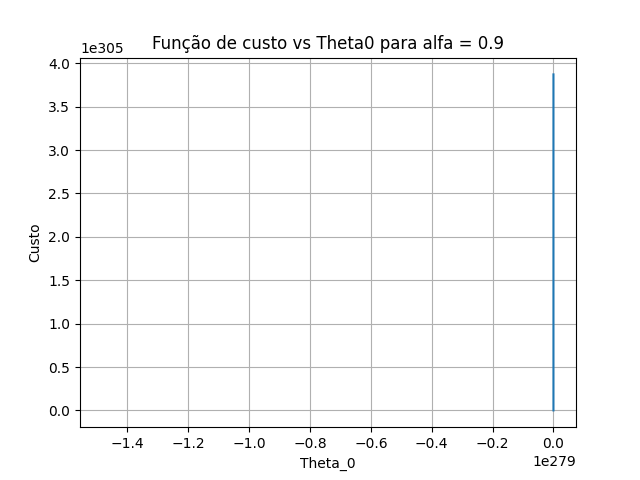 Função de custo vs Theta0 para alfa = 0.9
1e305
4.0
3.5
3.0
2.5
2.0
1.5
1.0
0.5
0.0
Custo
−1.4 −1.2 −1.0 −0.8 −0.6 −0.4 −0.2 0.0
1e279
Theta_0